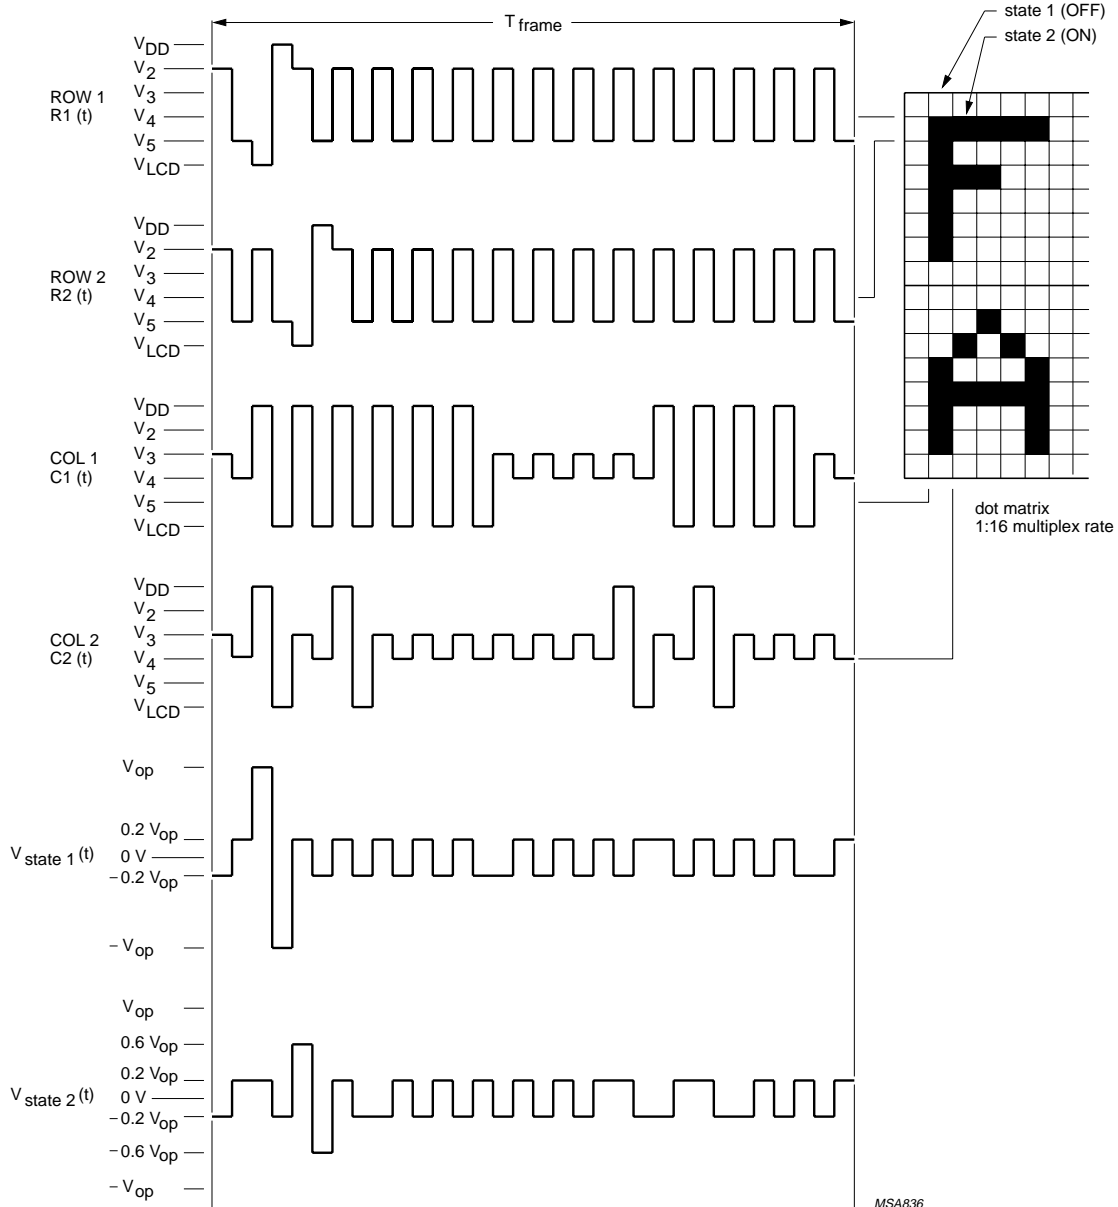 T frame
state 1 (OFF)
state 2 (ON)
ROW 1
R1 (t)
VDD
V2
V3
V4
V5
VLCD
ROW 2
R2 (t)
VDD
V2
V3
V4
V5
VLCD
COL 1
C1 (t)
VDD
V2
V3
V4
V5
VLCD
dot matrix
1:16 multiplex rate
COL 2
C2 (t)
VDD
V2
V3
V4
V5
VLCD
V state 1 (t)
Vop
0.2 Vop
0 V
−0.2 Vop
−Vop
V state 2 (t)
Vop
0.6 Vop
0.2 Vop
0 V
−0.2 Vop
−0.6 Vop
−Vop
MSA836